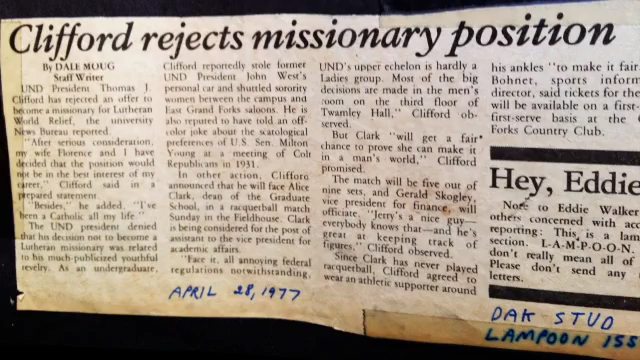 Clifford rejects missionary position
By DALE MOUG
Staff Writer
UND President Thomas J.
Clifford has rejected an offer to
become a missionary for Lutheran
World Relief, the university
News Bureau reported.
"After serious consideration,
my wife Florence and I have
decided that the position would
not be in the best interest of my
career," Clifford said in a
prepared statement.
"Besides," he added, "I've
been a Catholic all my life."
The UND president denied
that his decision not to become a
Lutheran missionary was related
to his much-publicized youthful
revelry. As an undergraduate,
Clifford reportedly stole former
UND President John West's
personal car and shuttled sorority
women between the campus and
East Grand Forks saloons. He is
also reputed to have told an off-
color joke about the scatological
preferences of U.S. Sen. Milton
Young at a meeting of Colt
Republicans in 1931.
In other action, Clifford
announced that he will face Alice
Clark, dean of the Graduate
School, in a racquetball match
Sunday in the Fieldhouse. Clark
is being considered for the post of
assistant to the vice president for
academic affairs.
"Face it, all annoying federal
regulations notwithstanding,
UND's upper echelon is hardly a
Ladies group. Most of the big
decisions are made in the men's
room on the third floor of
Twamley Hall," Clifford ob-
served.
But Clark "will get a fair
chance to prove she can make it
in a man's world," Clifford
promised.
The match will be five out of
nine sets, and Gerald Skogley,
vice president for finance, will
officiate. "Jerry's a nice guy—
everybody knows that—and he's
great at keeping track of
figures," Clifford observed.
Since Clark has never played
racquetball, Clifford agreed to
wear an athletic supporter around
his ankles "to make it fair.
Bohnet, sports inform
director, said tickets for the
will be available on a first-
first-serve basis at the
Forks Country Club.
Hey, Eddie
Note to Eddie Walker
others concerned with acc
reporting: This is a lam
section. L-A-M-P-O-O-N.
don't really mean all of
Please don't send any
letters.
APRIL 28, 1977
DAK STUD
LAMPOON ISS